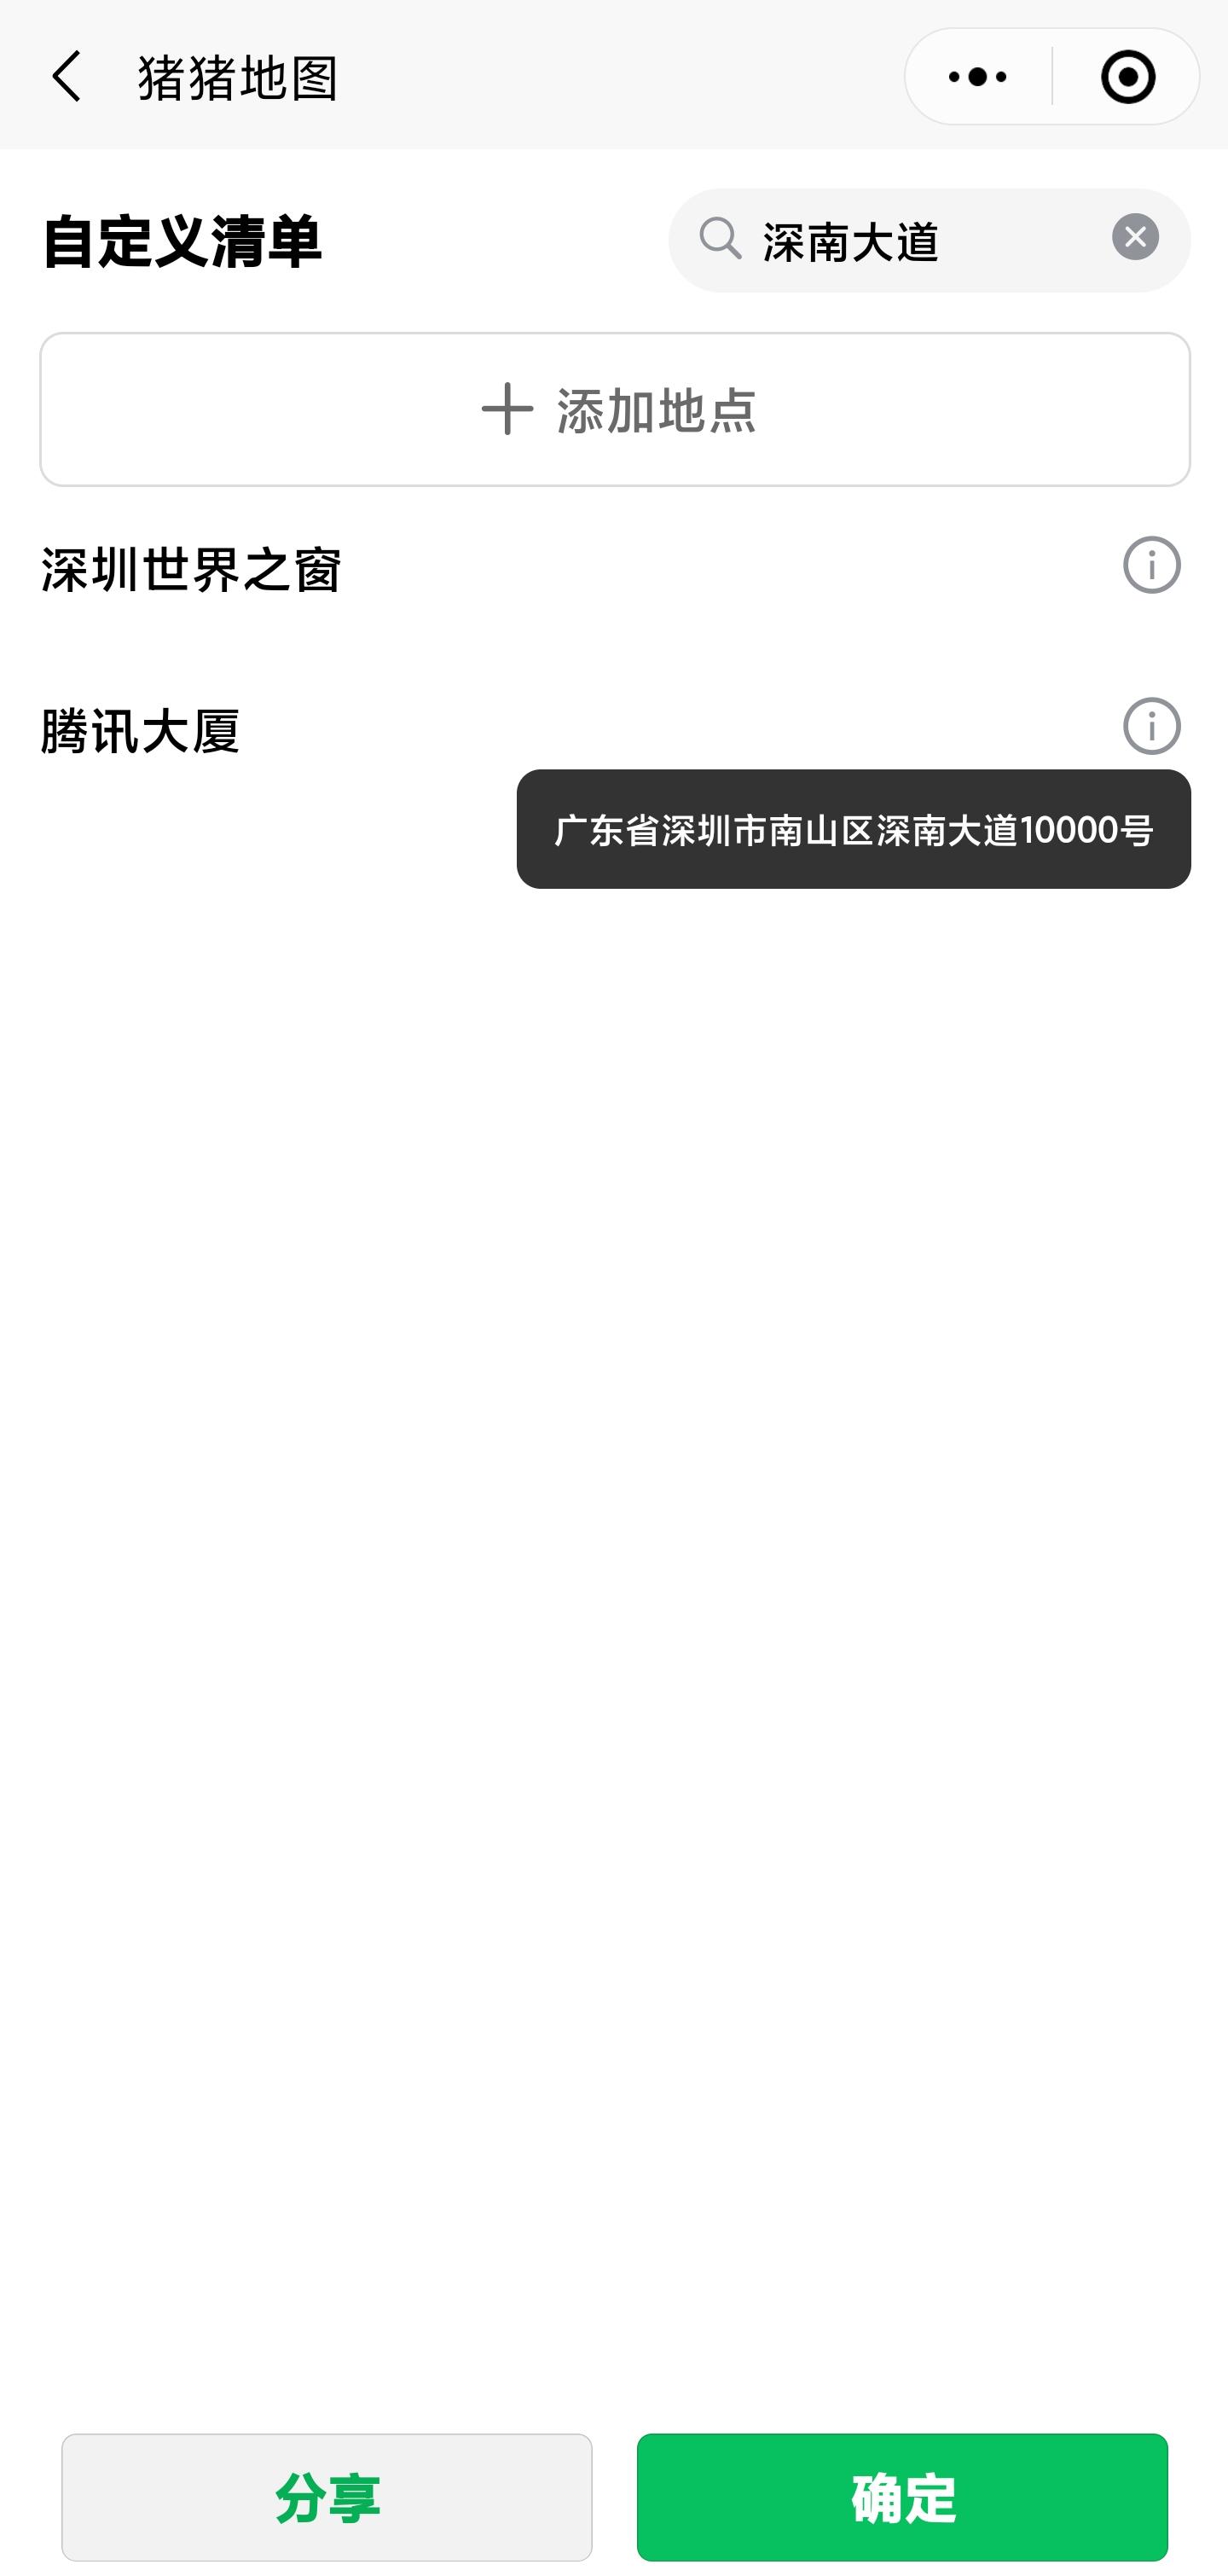 猪猪地图
自定义清单
深南大道
添加地点
深圳世界之窗
腾讯大厦
广东省深圳市南山区深南大道10000号
分享
确定